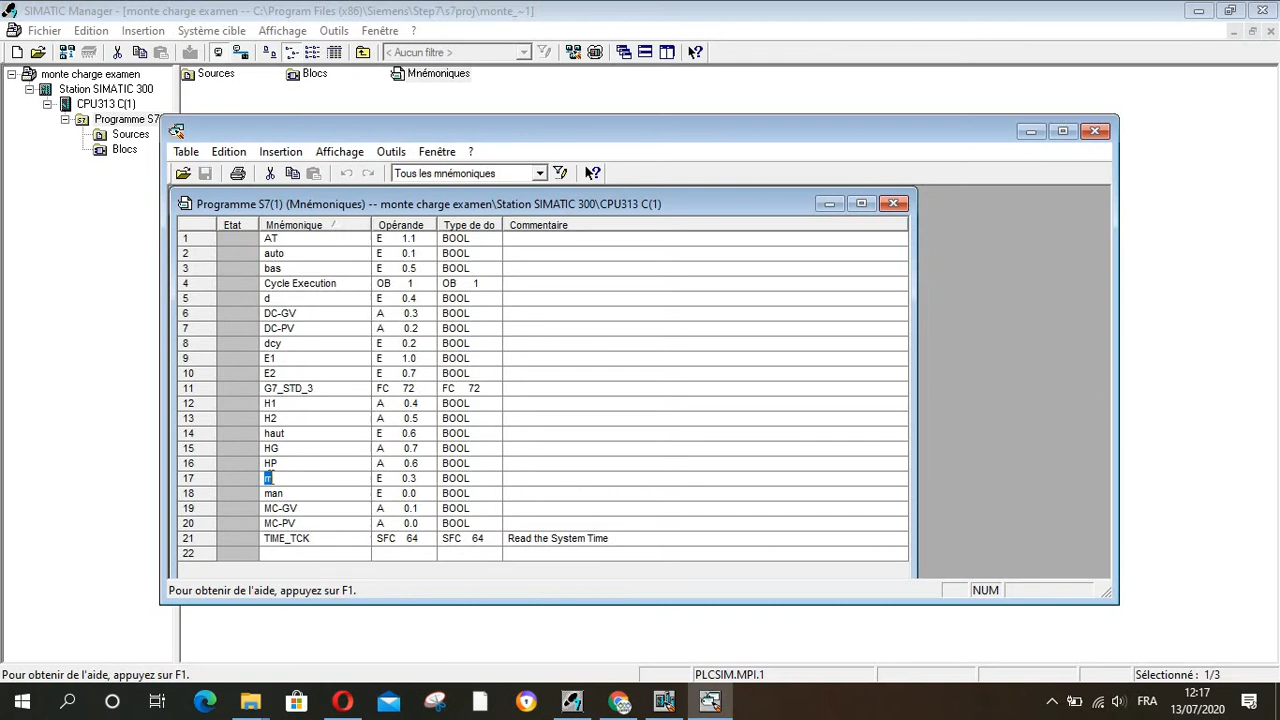 SIMATIC Manager - [monte charge examen -- C:\Program Files (x86)\Siemens\Step7\s7proj\monte_~1]
Fichier Edition Insertion Système cible Affichage Outils Fenêtre ?
< Aucun filtre >
monte charge examen
Station SIMATIC 300
CPU313 C(1)
Programme S7
Sources
Blocs
Sources Blocs Mnémoniques
Table Edition Insertion Affichage Outils Fenêtre ?
Tous les mnémoniques
Programme S7(1) (Mnémoniques) -- monte charge examen\Station SIMATIC 300\CPU313 C(1)
Etat Mnémonique Opérande Type de do Commentaire
1 AT E 1.1 BOOL
2 auto E 0.1 BOOL
3 bas E 0.5 BOOL
4 Cycle Execution OB 1 OB 1
5 d E 0.4 BOOL
6 DC-GV A 0.3 BOOL
7 DC-PV A 0.2 BOOL
8 dcy E 0.2 BOOL
9 E1 E 1.0 BOOL
10 E2 E 0.7 BOOL
11 G7_STD_3 FC 72 FC 72
12 H1 A 0.4 BOOL
13 H2 A 0.5 BOOL
14 haut E 0.6 BOOL
15 HG A 0.7 BOOL
16 HP A 0.6 BOOL
17 m E 0.3 BOOL
18 man E 0.0 BOOL
19 MC-GV A 0.1 BOOL
20 MC-PV A 0.0 BOOL
21 TIME_TCK SFC 64 SFC 64 Read the System Time
22
Pour obtenir de l'aide, appuyez sur F1. NUM
Pour obtenir de l'aide, appuyez sur F1. PLCSIM.MPI.1 Sélectionné : 1/3
FRA
12:17
13/07/2020